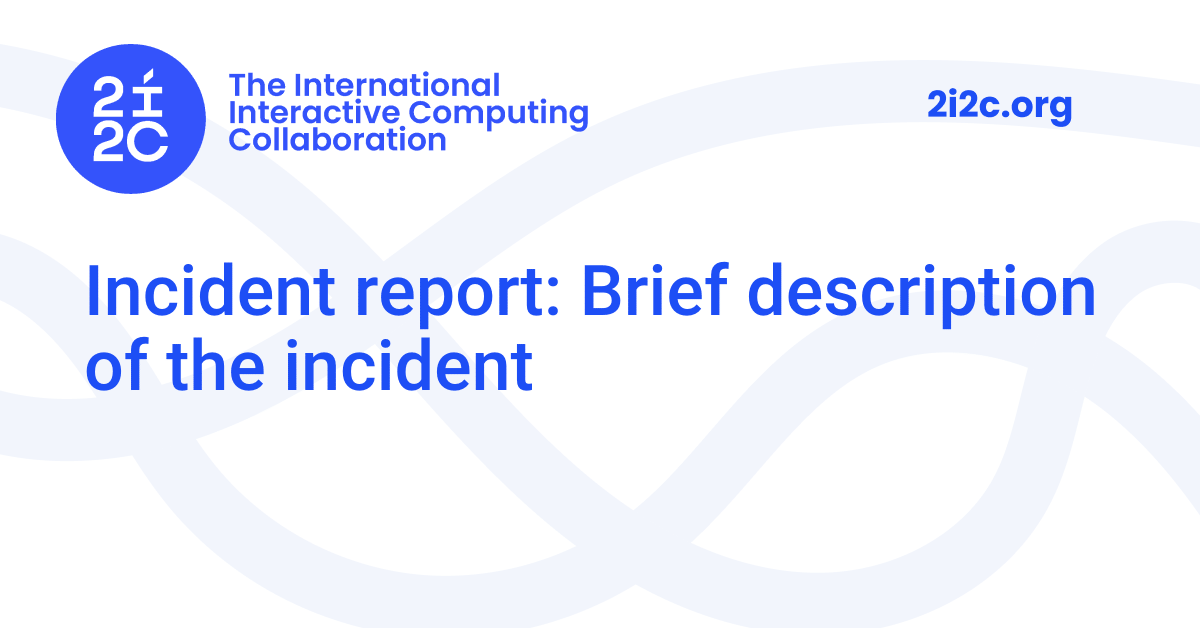 2i
2C
The International
Interactive Computing
Collaboration
2i2c.org
Incident report: Brief description
of the incident